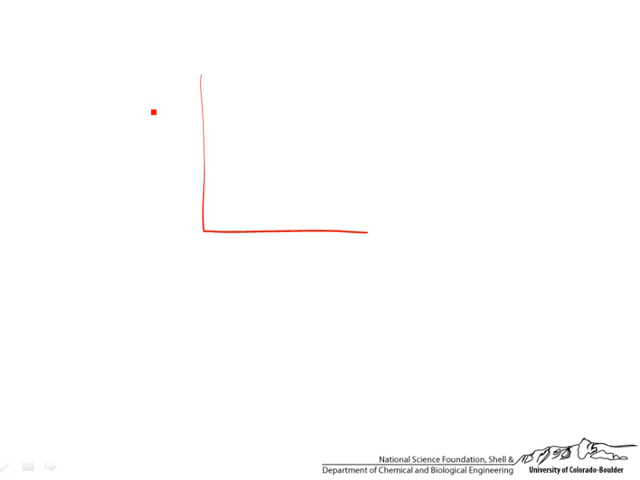 National Science Foundation, Shell &
Department of Chemical and Biological Engineering
University of Colorado-Boulder